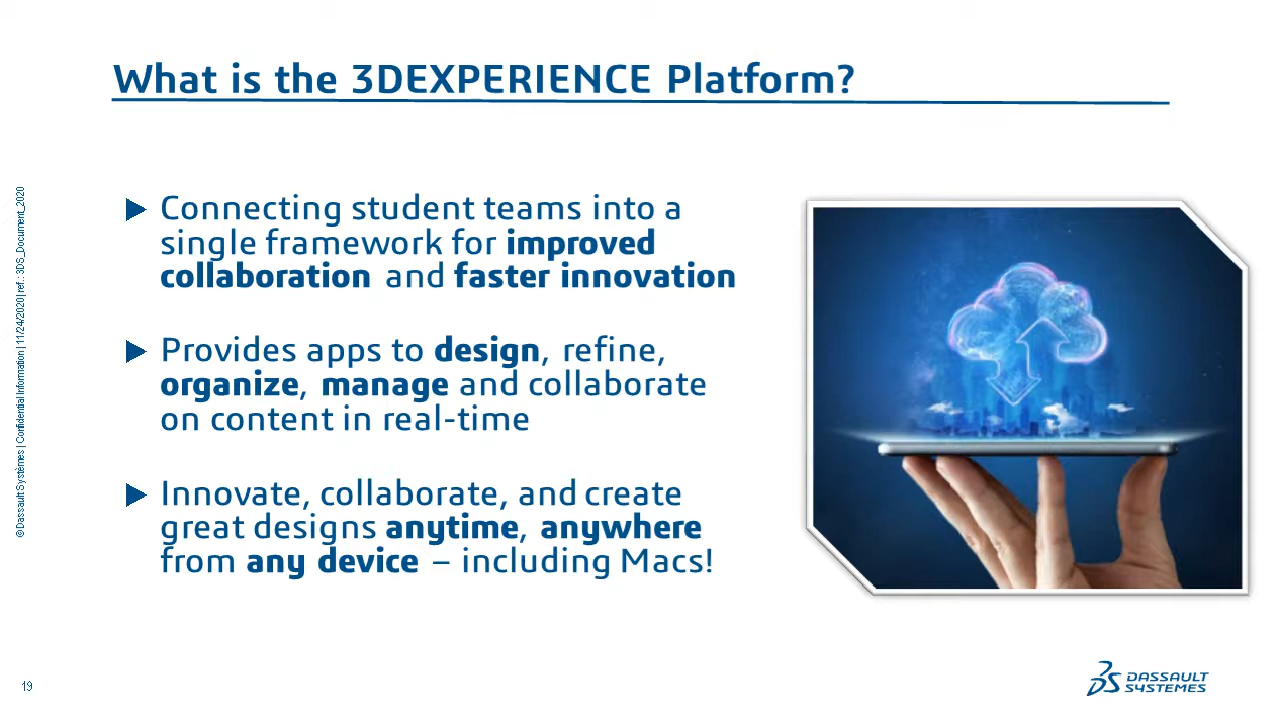 What is the 3DEXPERIENCE Platform?
Connecting student teams into a
single framework for improved
collaboration and faster innovation
Provides apps to design, refine,
organize, manage and collaborate
on content in real-time
Innovate, collaborate, and create
great designs anytime, anywhere
from any device – including Macs!
© Dassault Systèmes | Confidential Information | 11/24/2020 | ref.: 3DS_Document_2020
19
DASSAULT
SYSTEMES